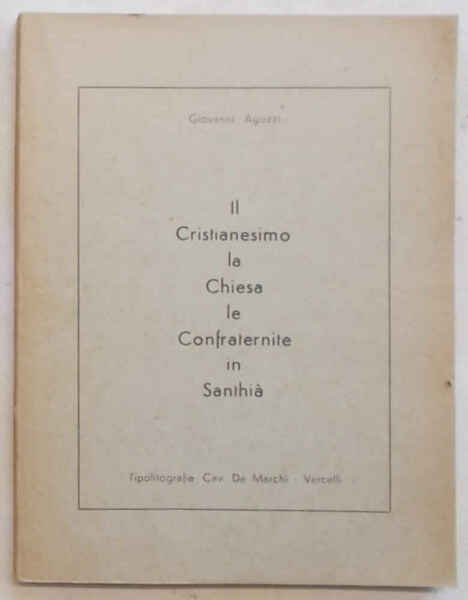 Giovanni Agazzi
Il
Cristianesimo
la
Chiesa
le
Confraternite
in
Santhià
Tipolitografia Cav. De Marchi - Vercelli